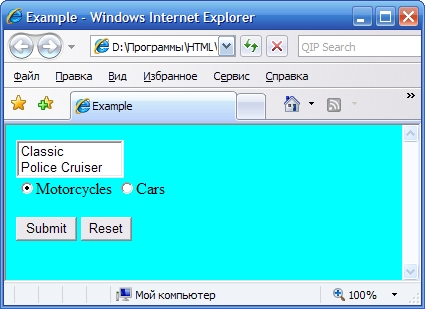 Example - Windows Internet Explorer
D:\Программы\HTML\
QIP Search
Файл Правка Вид Избранное Сервис Справка
Example
»
Classic
Police Cruiser
Motorcycles Cars
Submit Reset
Мой компьютер 100%